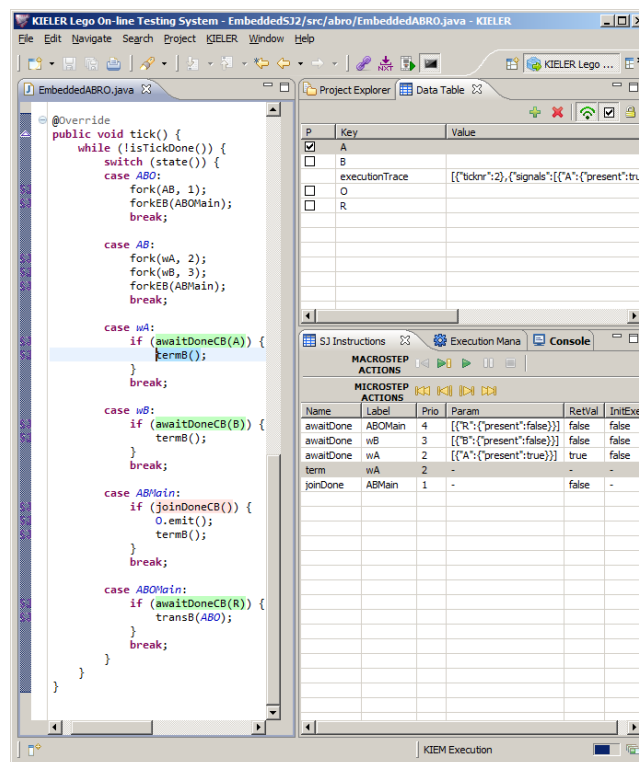 KIELER Lego On-line Testing System - EmbeddedSJ2/src/abro/EmbeddedABRO.java - KIELER
File Edit Navigate Search Project KIELER Window Help
KIELER Lego ...
EmbeddedABRO.java
@Override
public void tick() {
while (!isTickDone()) {
switch (state()) {
case ABO:
fork(AB, 1);
forkEB(ABOMain);
break;
case AB:
fork(wA, 2);
fork(wB, 3);
forkEB(ABMain);
break;
case wA:
if (awaitDoneCB(A)) {
termB();
}
break;
case wB:
if (awaitDoneCB(B)) {
termB();
}
break;
case ABMain:
if (joinDoneCB()) {
O.emit();
termB();
}
break;
case ABOMain:
if (awaitDoneCB(R)) {
transB(ABO);
}
break;
}
}
}
Project Explorer Data Table
P Key Value
A
B
executionTrace [{"ticknr":2},{"signals":[{"A":{"present":tru
O
R
SJ Instructions Execution Mana Console
MACROSTEP
ACTIONS
MICROSTEP
ACTIONS
Name Label Prio Param RetVal InitExe
awaitDone ABOMain 4 [{"R":{"present":false}}] false false
awaitDone wB 3 [{"B":{"present":false}}] false false
awaitDone wA 2 [{"A":{"present":true}}] true false
term wA 2 - - -
joinDone ABMain 1 - false -
KIEM Execution